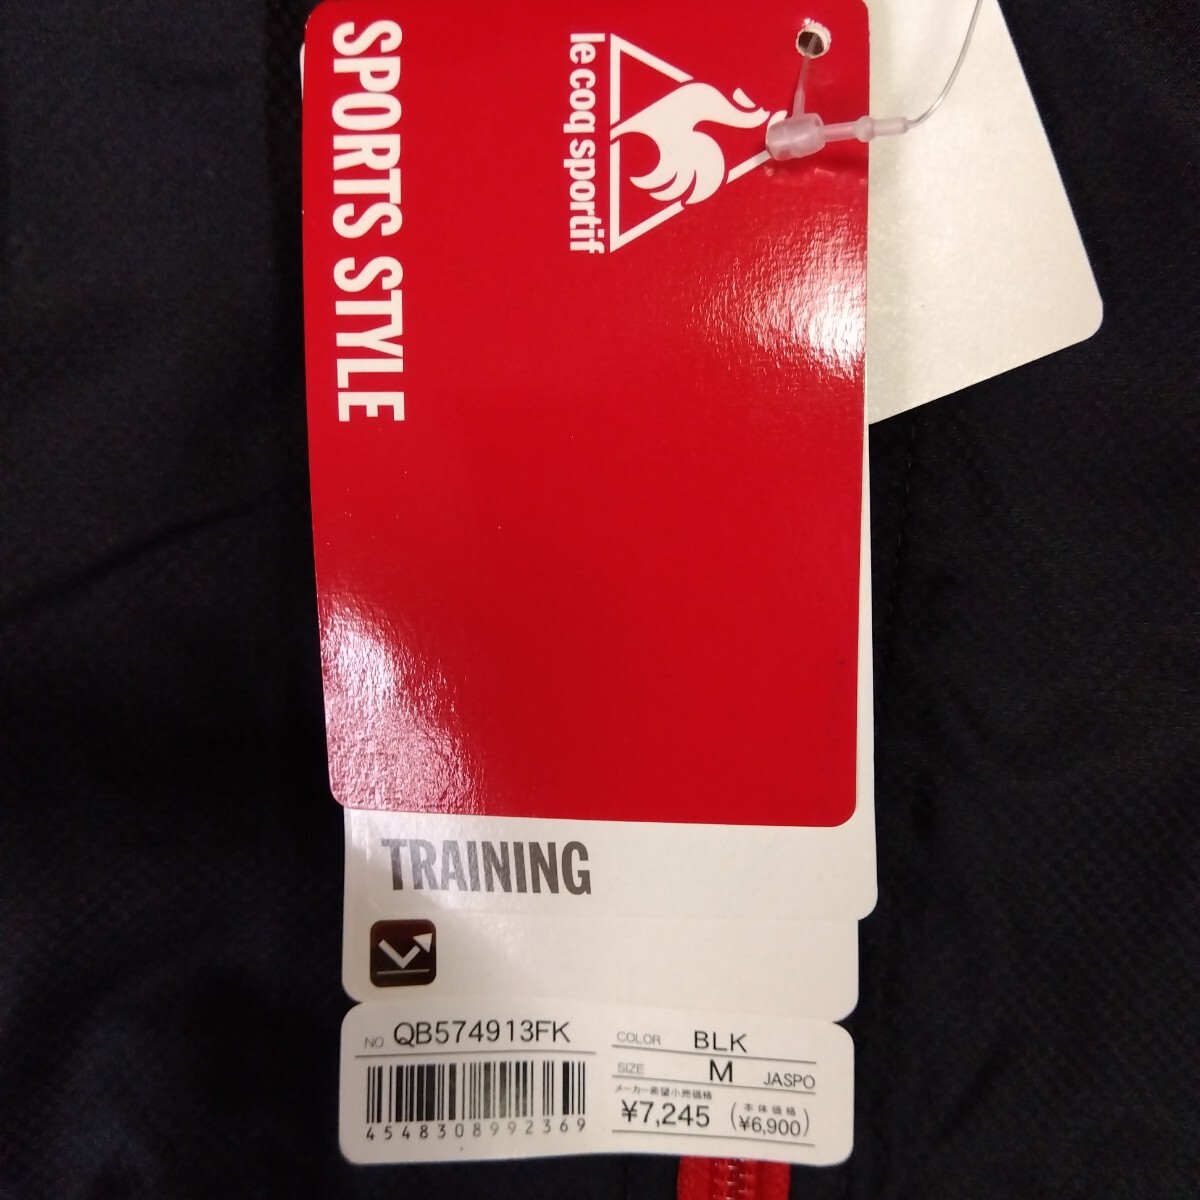 SPORTS STYLE
le coq sportif
TRAINING
NO QB574913FK
4548308992369
COLOR BLK
SIZE M JASPO
メーカー希望小売価格
¥7,245 (本体価格 ¥6,900)